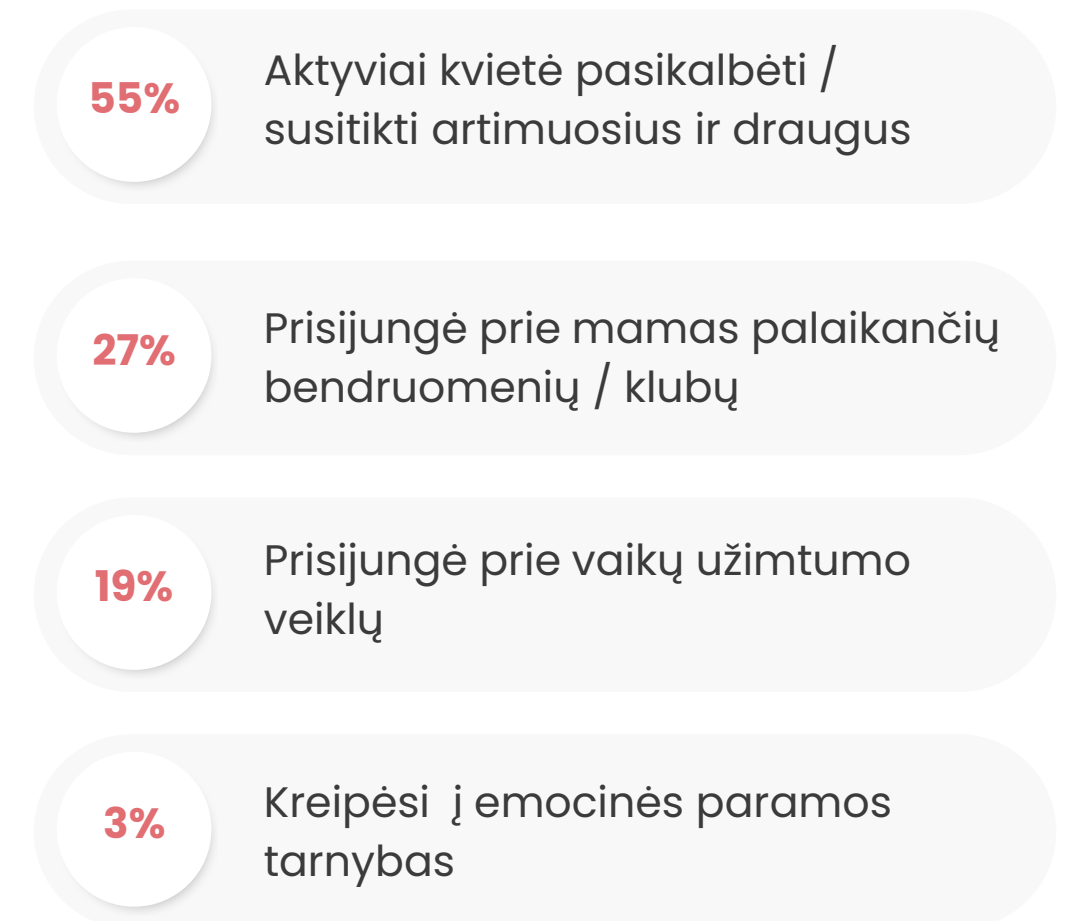 55%
Aktyviai kvietė pasikalbėti /
susitikti artimuosius ir draugus
27%
Prisijungė prie mamas palaikančių
bendruomenių / klubų
19%
Prisijungė prie vaikų užimtumo
veiklų
3%
Kreipėsi  į emocinės paramos
tarnybas